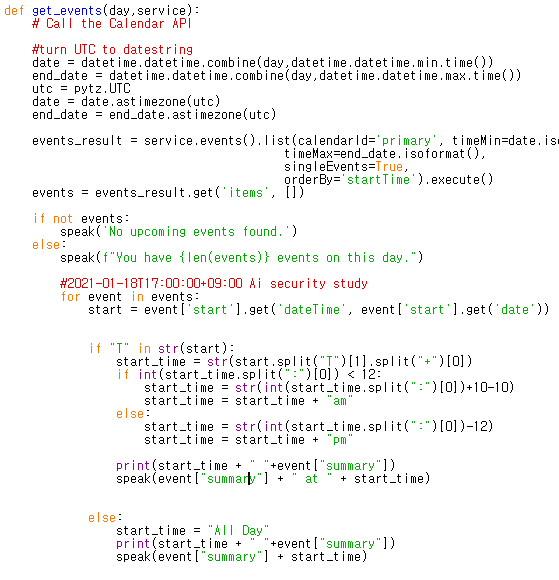 def get_events(day,service):
    # Call the Calendar API

    #turn UTC to datestring
    date = datetime.datetime.combine(day,datetime.datetime.min.time())
    end_date = datetime.datetime.combine(day,datetime.datetime.max.time())
    utc = pytz.UTC
    date = date.astimezone(utc)
    end_date = end_date.astimezone(utc)

    events_result = service.events().list(calendarId='primary', timeMin=date.iso
                                        timeMax=end_date.isoformat(),
                                        singleEvents=True,
                                        orderBy='startTime').execute()
    events = events_result.get('items', [])

    if not events:
        speak('No upcoming events found.')
    else:
        speak(f"You have {len(events)} events on this day.")

        #2021-01-18T17:00:00+09:00 Ai security study
        for event in events:
            start = event['start'].get('dateTime', event['start'].get('date'))


            if "T" in str(start):
                start_time = str(start.split("T")[1].split("+")[0])
                if int(start_time.split(":")[0]) < 12:
                    start_time = str(int(start_time.split(":")[0])+10-10)
                    start_time = start_time + "am"
                else:
                    start_time = str(int(start_time.split(":")[0])-12)
                    start_time = start_time + "pm"

                print(start_time + " "+event["summary"])
                speak(event["summary"] + " at " + start_time)


            else:
                start_time = "All Day"
                print(start_time + " "+event["summary"])
                speak(event["summary"] + start_time)